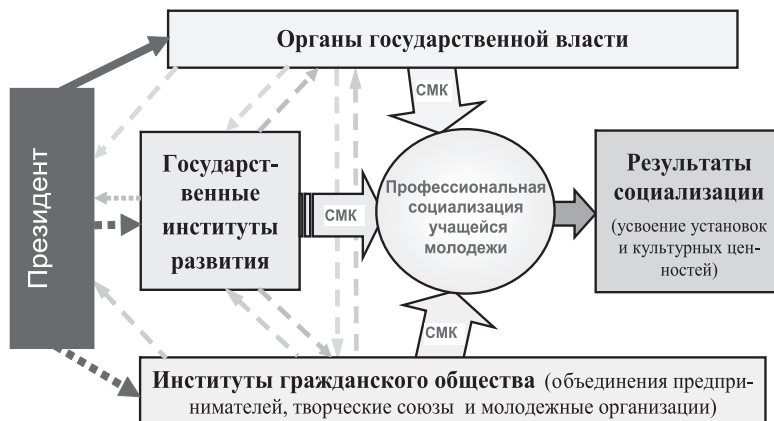 Органы государственной власти
СМК
Президент
Государст-
венные
институты
развития
СМК
Профессиональная
социализация
учащейся
молодежи
Результаты
социализации
(усвоение установок
и культурных цен-
ностей)
СМК
Институты гражданского общества (объединения предпри-
нимателей, творческие союзы и молодежные организации)